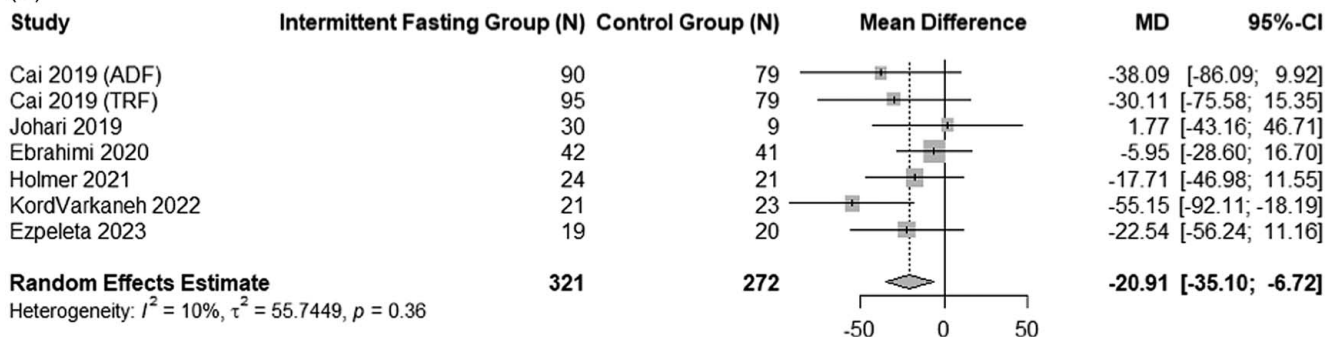 Study Intermittent Fasting Group (N) Control Group (N) Mean Difference MD 95%-CI
Cai 2019 (ADF) 90 79 -38.09 [-86.09; 9.92]
Cai 2019 (TRF) 95 79 -30.11 [-75.58; 15.35]
Johari 2019 30 9 1.77 [-43.16; 46.71]
Ebrahimi 2020 42 41 -5.95 [-28.60; 16.70]
Holmer 2021 24 21 -17.71 [-46.98; 11.55]
KordVarkaneh 2022 21 23 -55.15 [-92.11; -18.19]
Ezpeleta 2023 19 20 -22.54 [-56.24; 11.16]
Random Effects Estimate 321 272 -20.91 [-35.10; -6.72]
Heterogeneity: I² = 10%, τ² = 55.7449, p = 0.36
-50 0 50